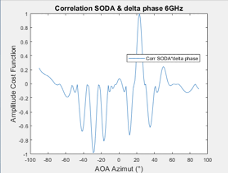 Correlation SODA & delta phase 6GHz
1
0.8
0.6
0.4
0.2
0
-0.2
-0.4
-0.6
-0.8
-1
Amplitude Cost Function
Corr SODA*delta phase
-100 -80 -60 -40 -20 0 20 40 60 80 100
AOA Azimut (°)